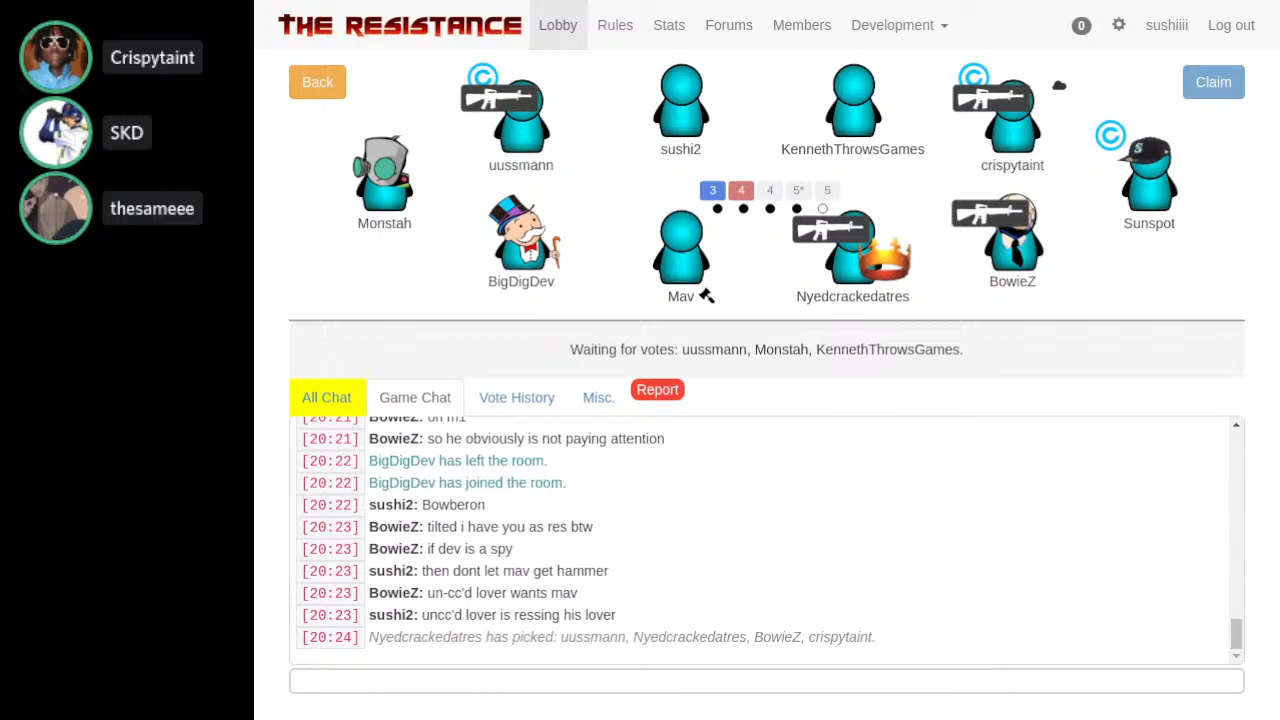 Crispytaint
SKD
thesameee
THE RESISTANCE
Lobby
Rules
Stats
Forums
Members
Development
0
sushiiii
Log out
Back
Claim
uussmann
sushi2
KennethThrowsGames
crispytaint
Monstah
Sunspot
3 4 4 5* 5
BigDigDev
Mav
Nyedcrackedatres
BowieZ
Waiting for votes: uussmann, Monstah, KennethThrowsGames.
All Chat
Game Chat
Vote History
Misc.
Report
[20:21] BowieZ: on m1
[20:21] BowieZ: so he obviously is not paying attention
[20:22] BigDigDev has left the room.
[20:22] BigDigDev has joined the room.
[20:22] sushi2: Bowberon
[20:23] BowieZ: tilted i have you as res btw
[20:23] BowieZ: if dev is a spy
[20:23] sushi2: then dont let mav get hammer
[20:23] BowieZ: un-cc'd lover wants mav
[20:23] sushi2: uncc'd lover is ressing his lover
[20:24] Nyedcrackedatres has picked: uussmann, Nyedcrackedatres, BowieZ, crispytaint.